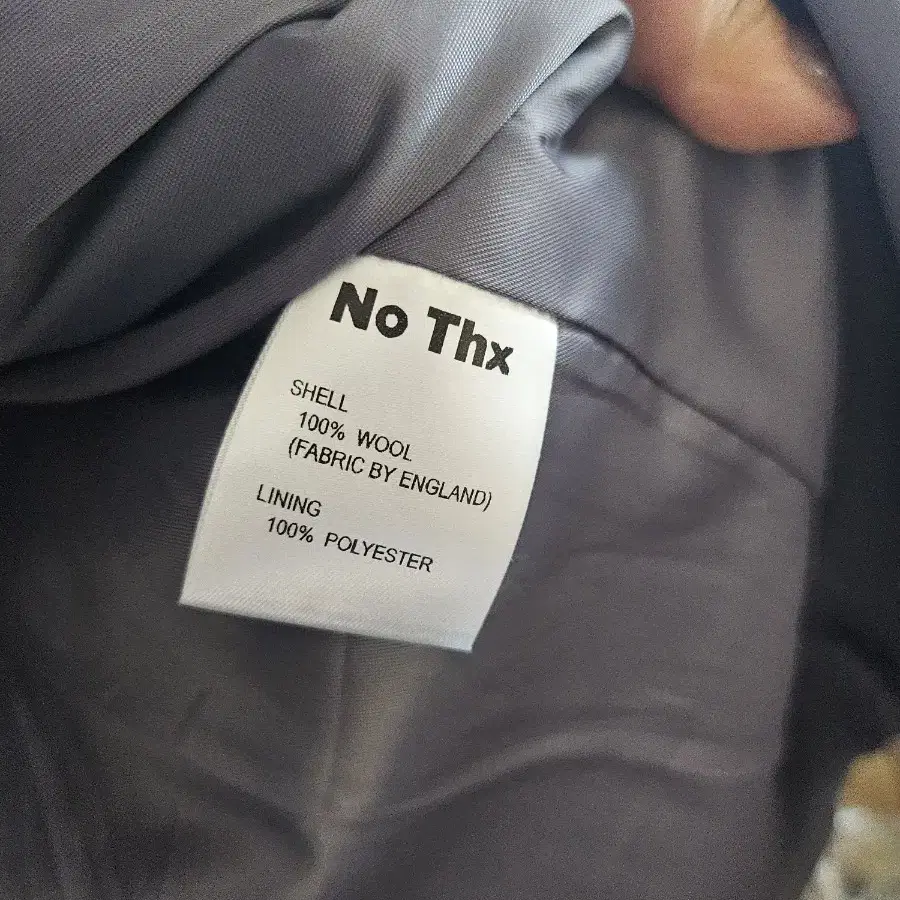 No Thx
SHELL
100% WOOL
(FABRIC BY ENGLAND)
LINING
100% POLYESTER